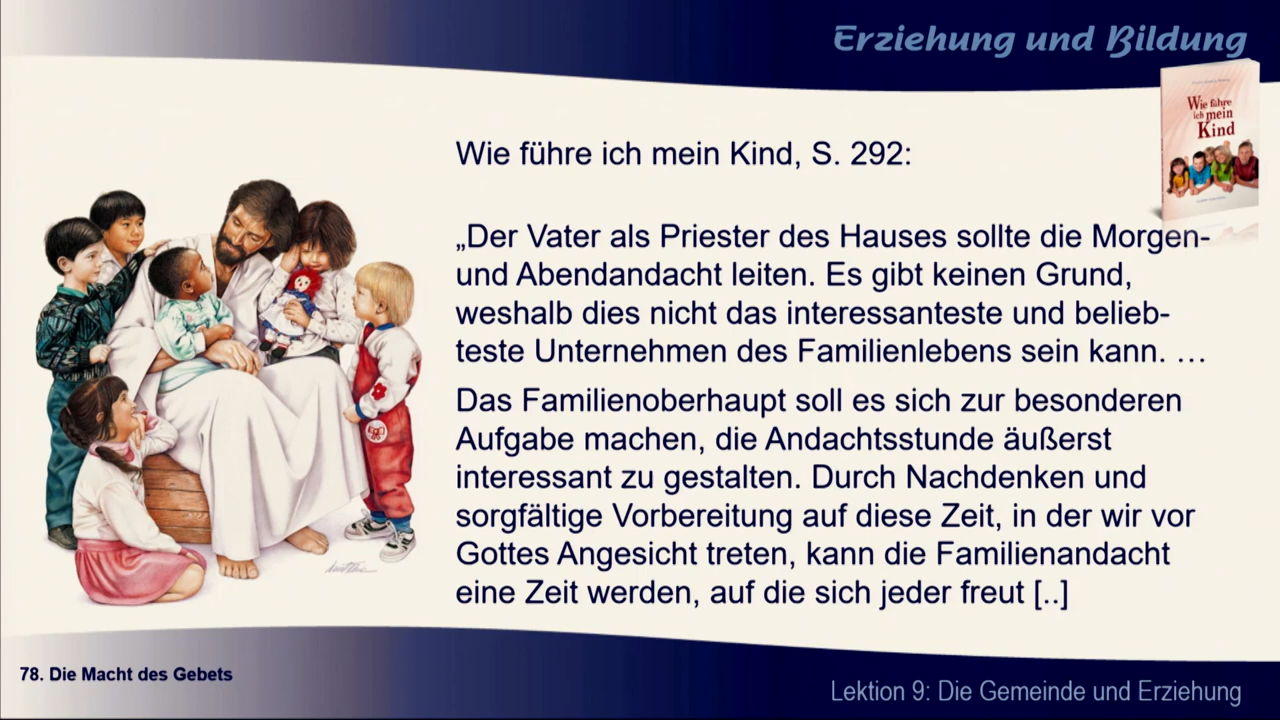 Erziehung und Bildung
Wie führe
ich mein
Kind
Wie führe ich mein Kind, S. 292:
„Der Vater als Priester des Hauses sollte die Morgen-
und Abendandacht leiten. Es gibt keinen Grund,
weshalb dies nicht das interessanteste und belieb-
teste Unternehmen des Familienlebens sein kann. …
Das Familienoberhaupt soll es sich zur besonderen
Aufgabe machen, die Andachtsstunde äußerst
interessant zu gestalten. Durch Nachdenken und
sorgfältige Vorbereitung auf diese Zeit, in der wir vor
Gottes Angesicht treten, kann die Familienandacht
eine Zeit werden, auf die sich jeder freut [..]
78. Die Macht des Gebets
Lektion 9: Die Gemeinde und Erziehung